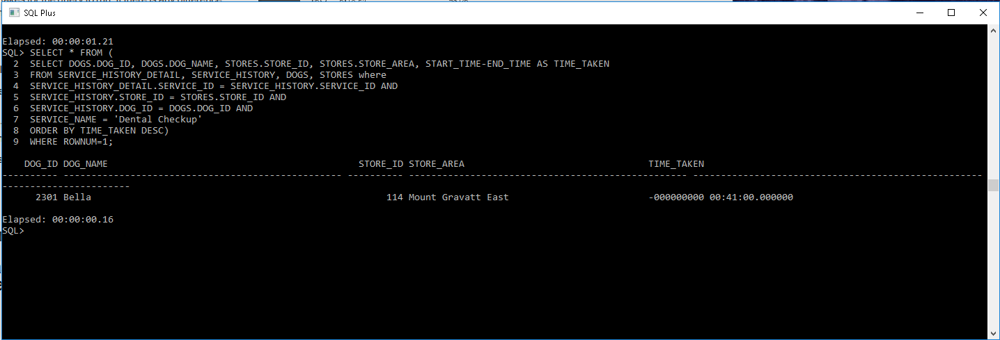 SQL Plus
Elapsed: 00:00:01.21
SQL> SELECT * FROM (
2 SELECT DOGS.DOG_ID, DOGS.DOG_NAME, STORES.STORE_ID, STORES.STORE_AREA, START_TIME-END_TIME AS TIME_TAKEN
3 FROM SERVICE_HISTORY_DETAIL, SERVICE_HISTORY, DOGS, STORES where
4 SERVICE_HISTORY_DETAIL.SERVICE_ID = SERVICE_HISTORY.SERVICE_ID AND
5 SERVICE_HISTORY.STORE_ID = STORES.STORE_ID AND
6 SERVICE_HISTORY.DOG_ID = DOGS.DOG_ID AND
7 SERVICE_NAME = 'Dental Checkup'
8 ORDER BY TIME_TAKEN DESC)
9 WHERE ROWNUM=1;
DOG_ID DOG_NAME STORE_ID STORE_AREA TIME_TAKEN
---------- -------------------------------------------------- ---------- -------------------------------------------------- ----------------------------------------------------
-----------------------
2301 Bella 114 Mount Gravatt East -000000000 00:41:00.000000
Elapsed: 00:00:00.16
SQL>